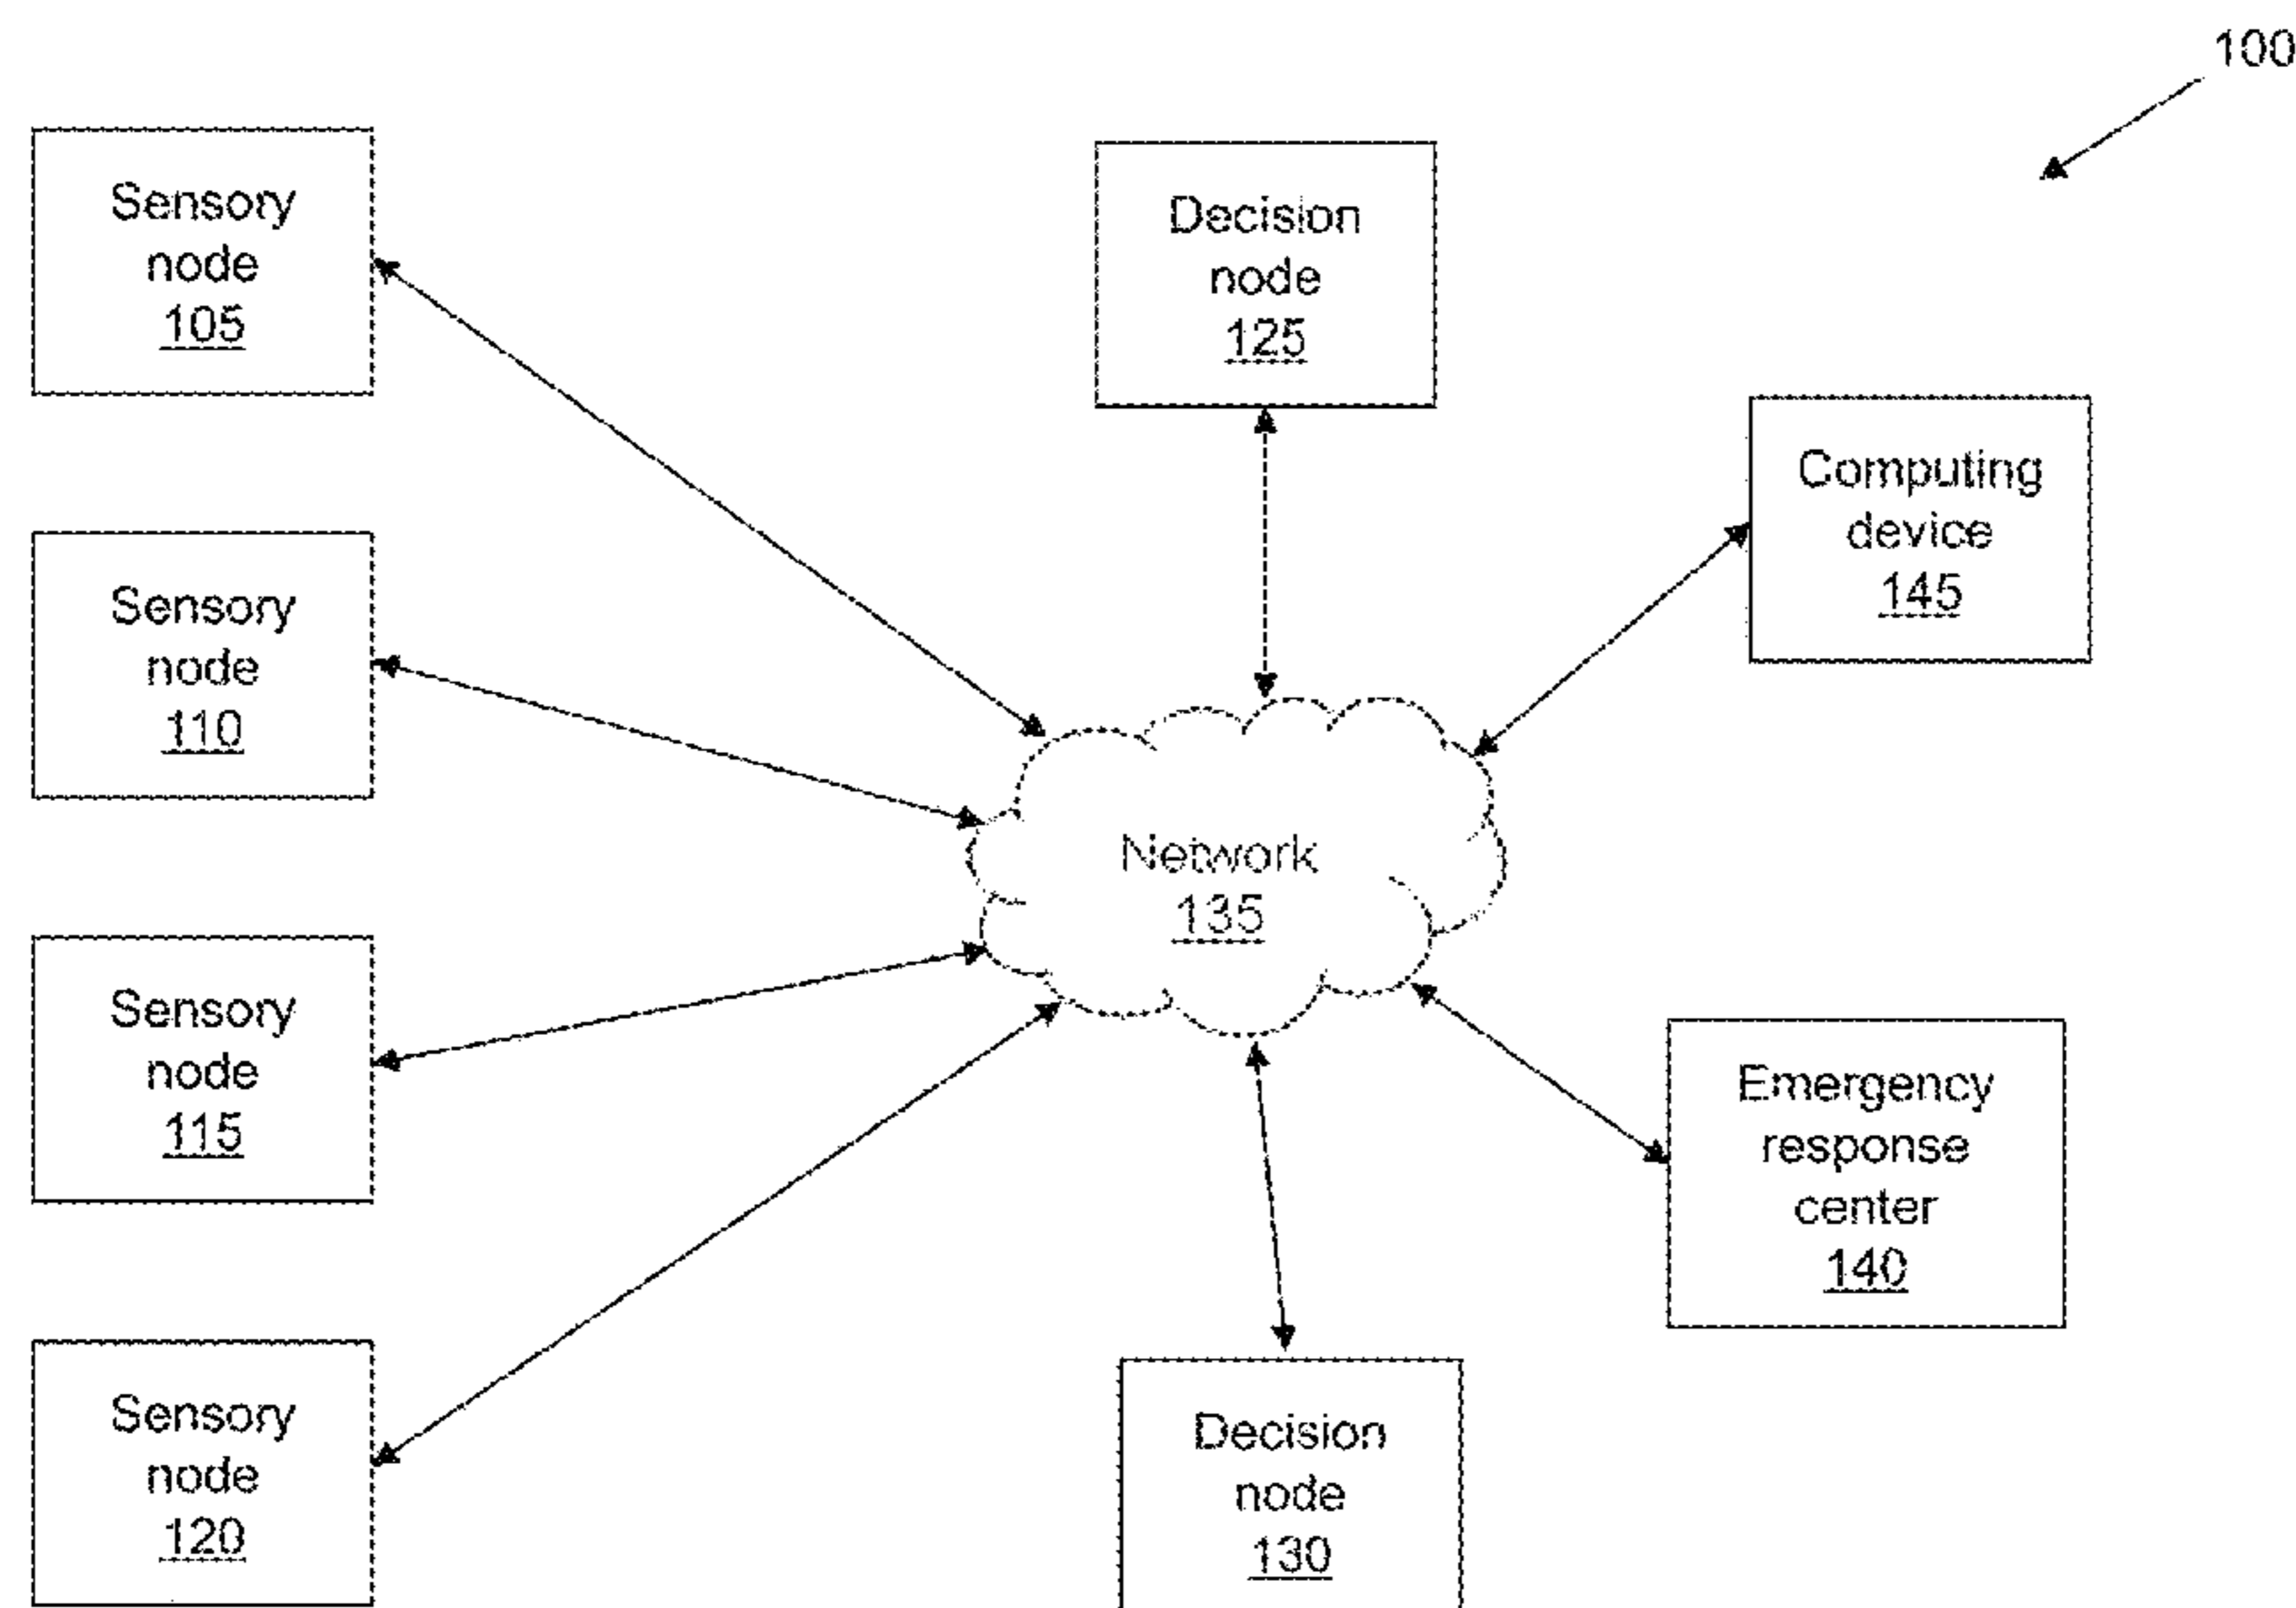 100
Sensory
node
105
Decision
node
125
Computing
device
145
Sensory
node
110
Network
135
Sensory
node
115
Emergency
response
center
140
Sensory
node
120
Decision
node
130